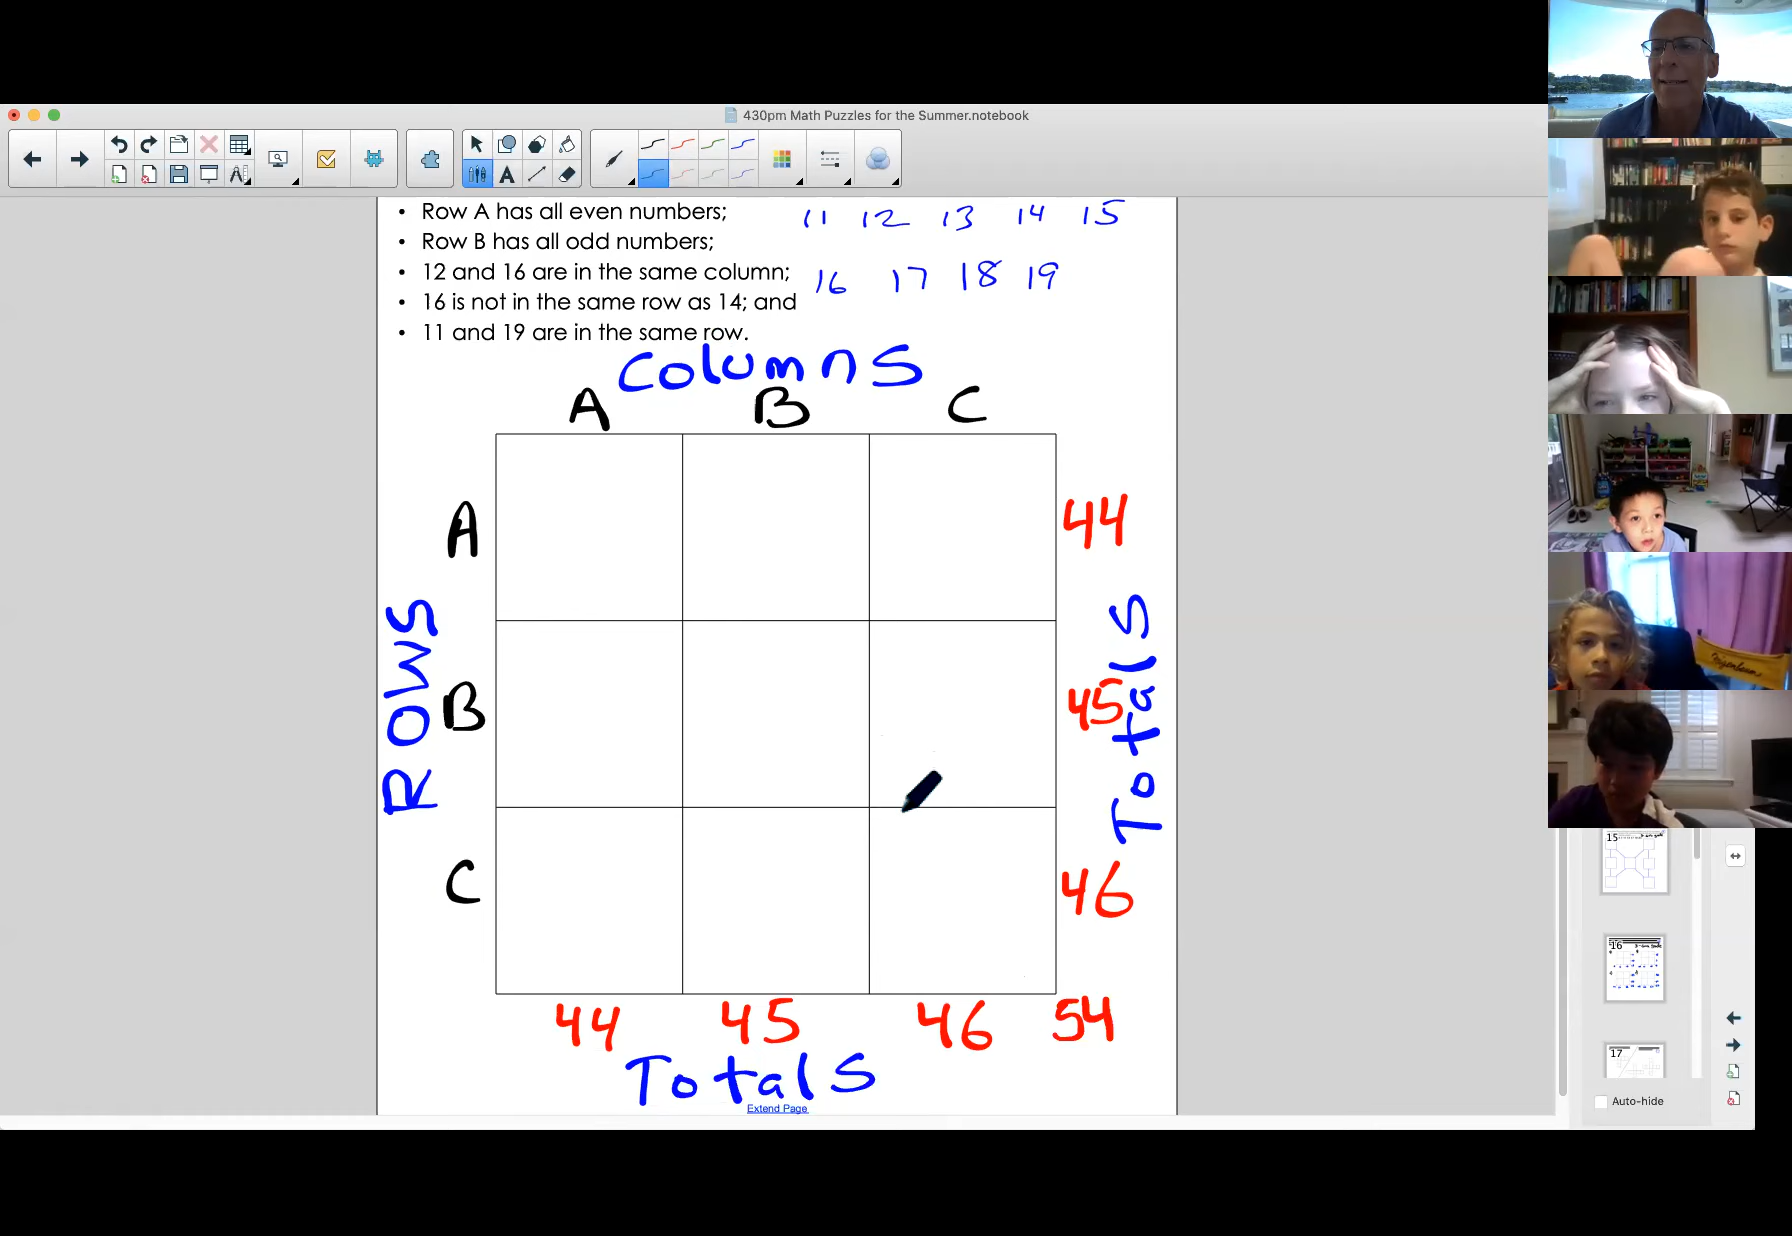 430pm Math Puzzles for the Summer.notebook
• Row A has all even numbers;
• Row B has all odd numbers;
• 12 and 16 are in the same column;
• 16 is not in the same row as 14; and
• 11 and 19 are in the same row.
11 12 13 14 15
16 17 18 19
Columns
A B C
ROWS
A 44
B 45
C 46
Totals
44 45 46 54
Totals
Extend Page
15
16
17
Auto-hide